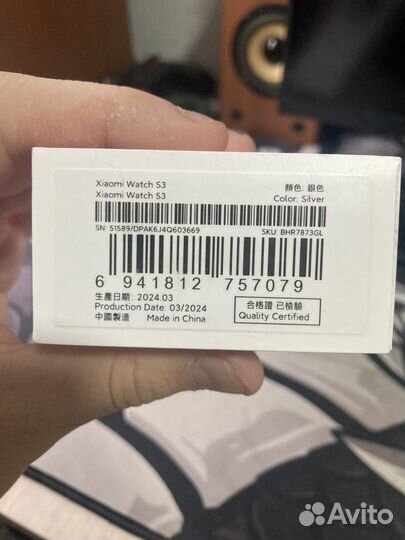 Xiaomi Watch S3
Xiaomi Watch S3
顏色: 銀色
Color: Silver
SN: 51589/DPAK6J4Q603669
SKU: BHR7873GL
6 941812 757079
生產日期: 2024.03
Production Date: 03/2024
中國製造 Made in China
合格證 已檢驗
Quality Certified
Avito